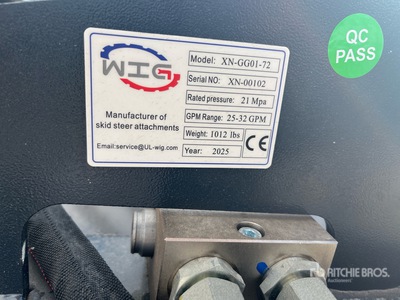 WIG
Manufacturer of
skid steer attachments
Email:service@UL-wig.com
Model: XN-GG01-72
Serial NO: XN-00102
Rated pressure: 21 Mpa
GPM Range: 25-32 GPM
Weight: 1012 lbs
Year: 2025
CE
QC
PASS
RITCHIE BROS.
Auctioneers